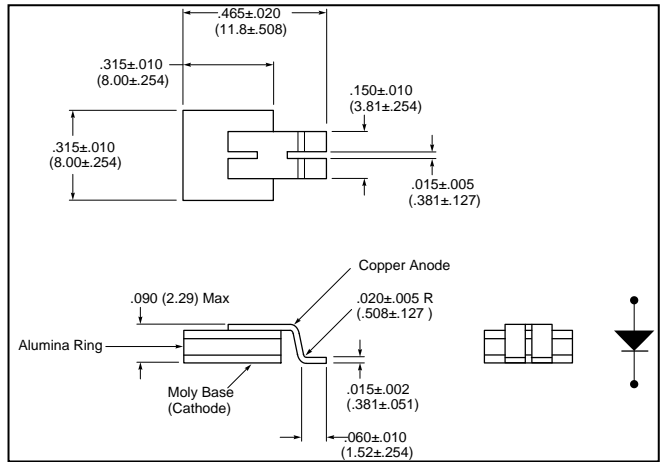 .465±.020
(11.8±.508)
.315±.010
(8.00±.254)
.150±.010
(3.81±.254)
.315±.010
(8.00±.254)
.015±.005
(.381±.127)
Copper Anode
.090 (2.29) Max
.020±.005 R
(.508±.127 )
Alumina Ring
Moly Base
(Cathode)
.015±.002
(.381±.051)
.060±.010
(1.52±.254)